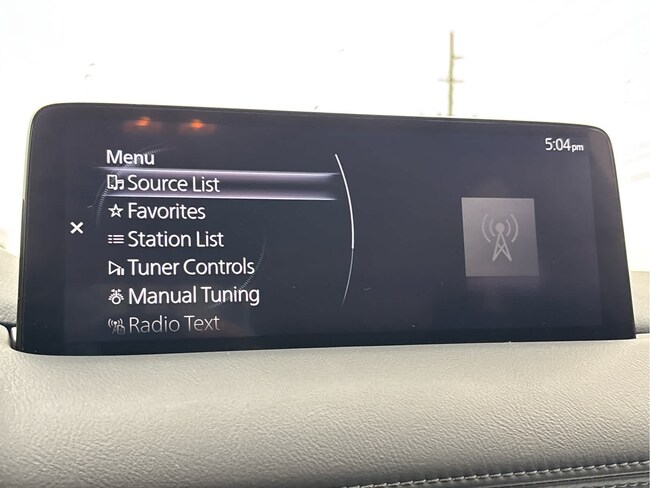 5:04pm
Menu
Source List
Favorites
Station List
Tuner Controls
Manual Tuning
Radio Text